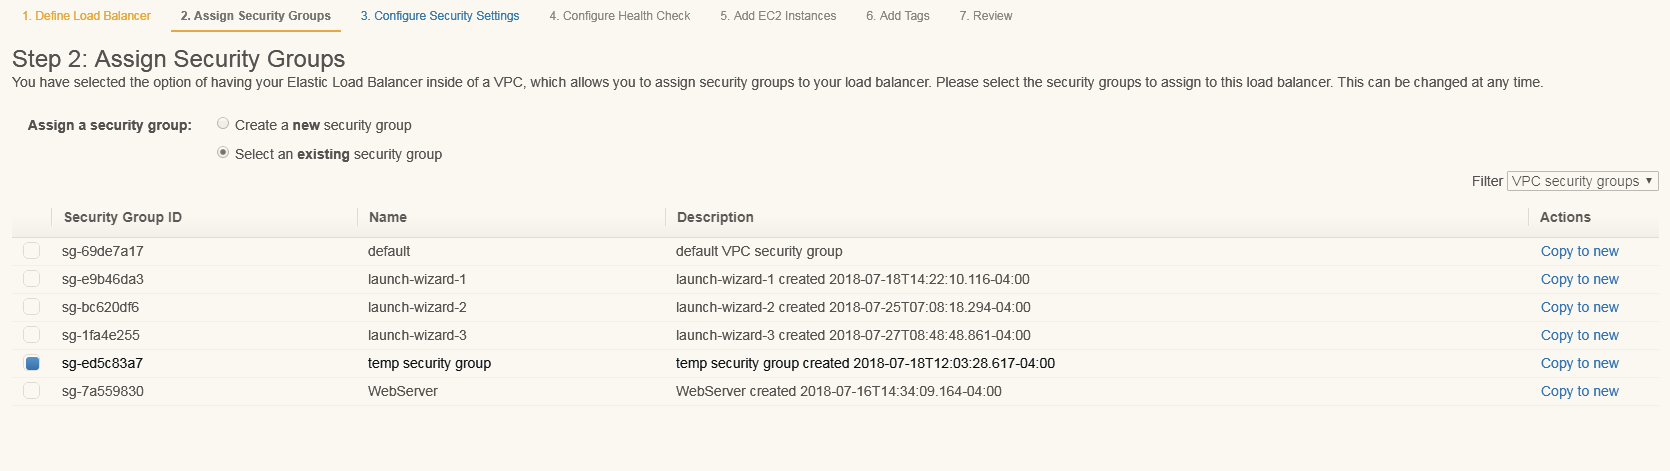 1. Define Load Balancer 2. Assign Security Groups 3. Configure Security Settings 4. Configure Health Check 5. Add EC2 Instances 6. Add Tags 7. Review
Step 2: Assign Security Groups
You have selected the option of having your Elastic Load Balancer inside of a VPC, which allows you to assign security groups to your load balancer. Please select the security groups to assign to this load balancer. This can be changed at any time.
Assign a security group: Create a new security group
Select an existing security group
Filter VPC security groups
Security Group ID Name Description Actions
sg-69de7a17 default default VPC security group Copy to new
sg-e9b46da3 launch-wizard-1 launch-wizard-1 created 2018-07-18T14:22:10.116-04:00 Copy to new
sg-bc620df6 launch-wizard-2 launch-wizard-2 created 2018-07-25T07:08:18.294-04:00 Copy to new
sg-1fa4e255 launch-wizard-3 launch-wizard-3 created 2018-07-27T08:48:48.861-04:00 Copy to new
sg-ed5c83a7 temp security group temp security group created 2018-07-18T12:03:28.617-04:00 Copy to new
sg-7a559830 WebServer WebServer created 2018-07-16T14:34:09.164-04:00 Copy to new